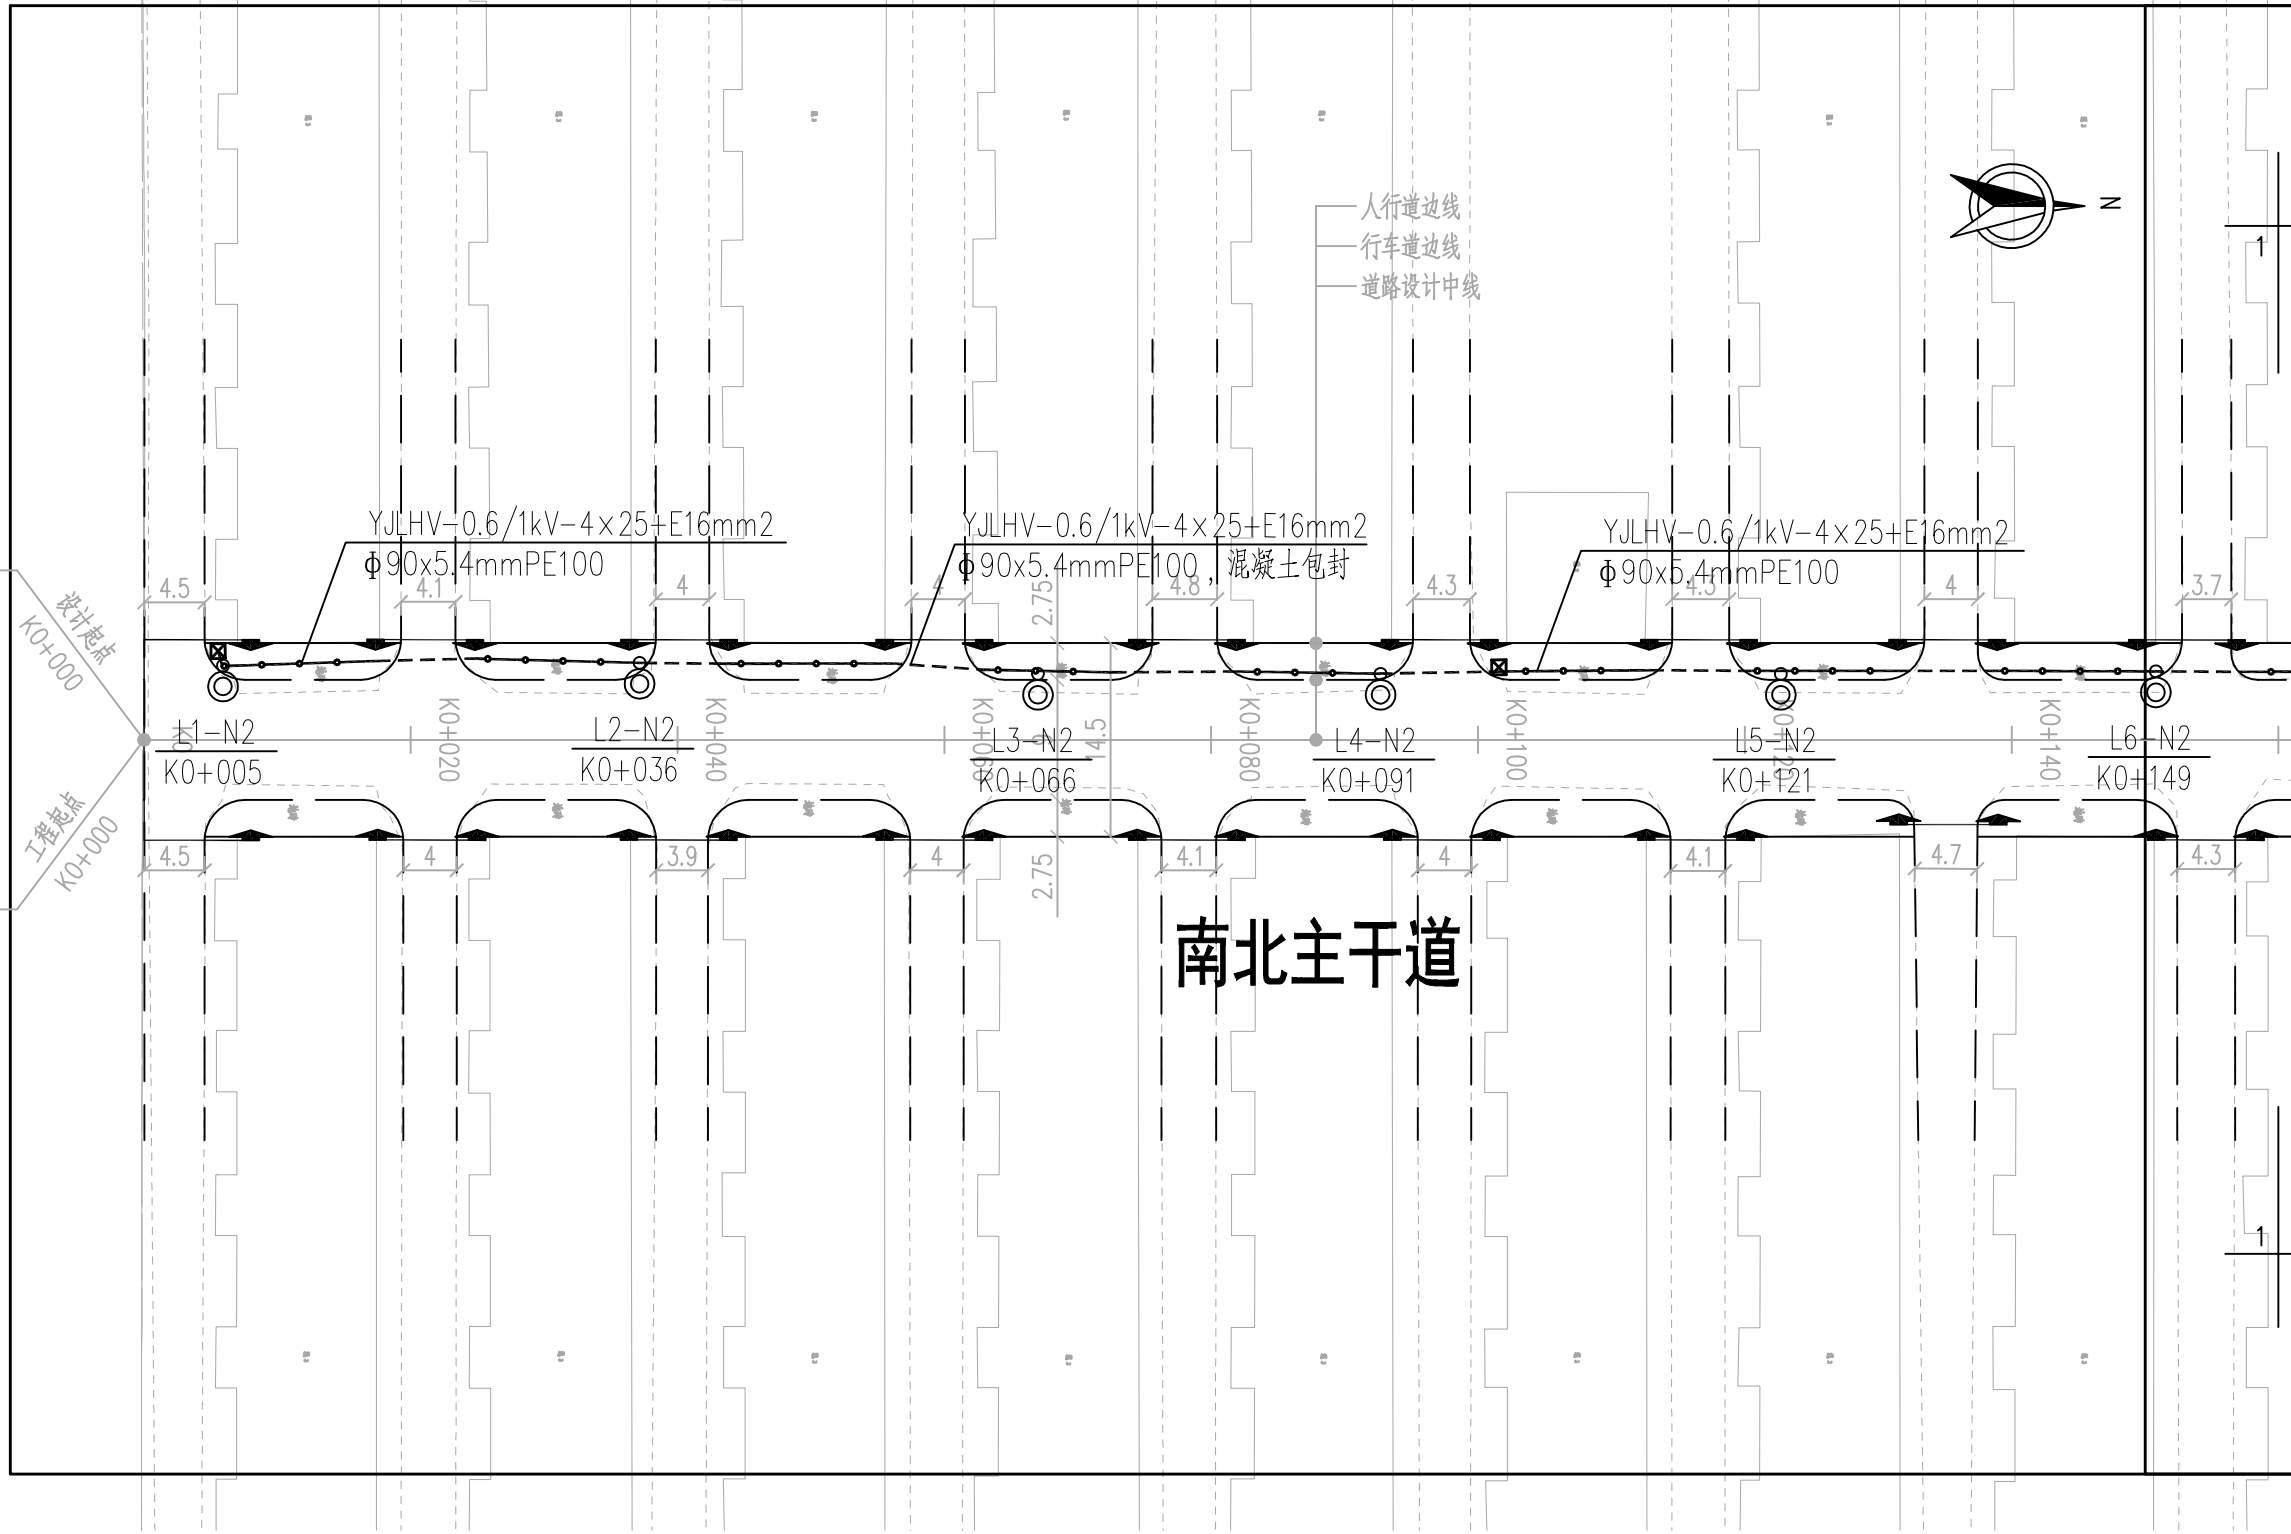 N
1
人行道边线
行车道边线
道路设计中线
YJLHV-0.6/1kV-4×25+E16mm2
Φ90x5.4mmPE100
YJLHV-0.6/1kV-4×25+E16mm2
Φ90x5.4mmPE100，混凝土包封
YJLHV-0.6/1kV-4×25+E16mm2
Φ90x5.4mmPE100
4.5
4.1
4
4
2.75
4.8
4.3
4.3
4
3.7
设计起点
K0+000
K0+020
K0+040
K0+060
K0+080
K0+100
K0+120
K0+140
14.5
L1-N2
K0+005
L2-N2
K0+036
L3-N2
K0+066
L4-N2
K0+091
L5-N2
K0+121
L6-N2
K0+149
工程起点
K0+000
4.5
4
3.9
4
2.75
4.1
4
4.1
4.7
4.3
南北主干道
1